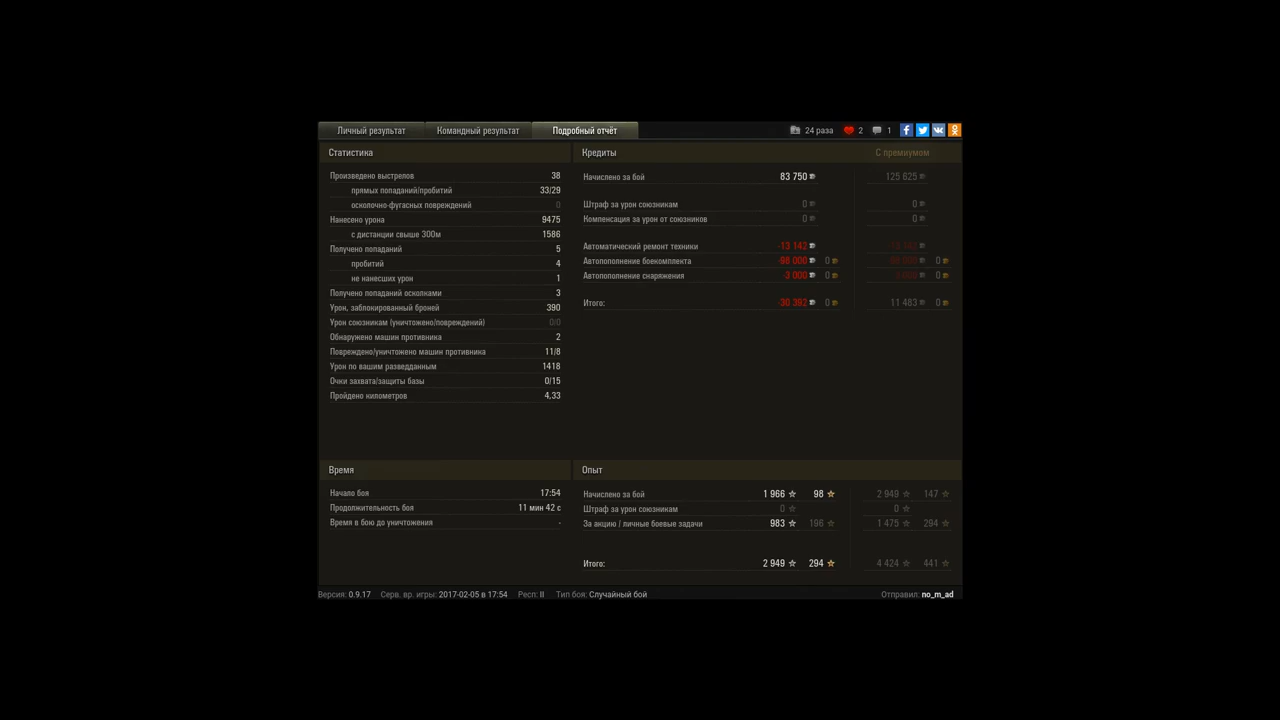 Личный результат Командный результат Подробный отчёт 24 раза 2 1
Статистика
Произведено выстрелов 38
прямых попаданий/пробитий 33/29
осколочно-фугасных повреждений 0
Нанесено урона 9475
с дистанции свыше 300м 1586
Получено попаданий 5
пробитий 4
не нанесших урон 1
Получено попаданий осколками 3
Урон, заблокированный броней 390
Урон союзникам (уничтожено/повреждений) 0/0
Обнаружено машин противника 2
Повреждено/уничтожено машин противника 11/8
Урон по вашим разведданным 1418
Очки захвата/защиты базы 0/15
Пройдено километров 4,33
Кредиты С премиумом
Начислено за бой 83 750 125 625
Штраф за урон союзникам 0 0
Компенсация за урон от союзников 0 0
Автоматический ремонт техники -13 142
Автопополнение боекомплекта -98 000 0 0
Автопополнение снаряжения -3 000 0 0
Итого: -30 392 0 11 483 0
Время
Начало боя 17:54
Продолжительность боя 11 мин 42 с
Время в бою до уничтожения -
Опыт
Начислено за бой 1 966 98 2 949 147
Штраф за урон союзникам 0 0
За акцию / личные боевые задачи 983 196 1 475 294
Итого: 2 949 294 4 424 441
Версия: 0.9.17 Серв. вр. игры: 2017-02-05 в 17:54 Респ: II Тип боя: Случайный бой Отправил: no_m_ad